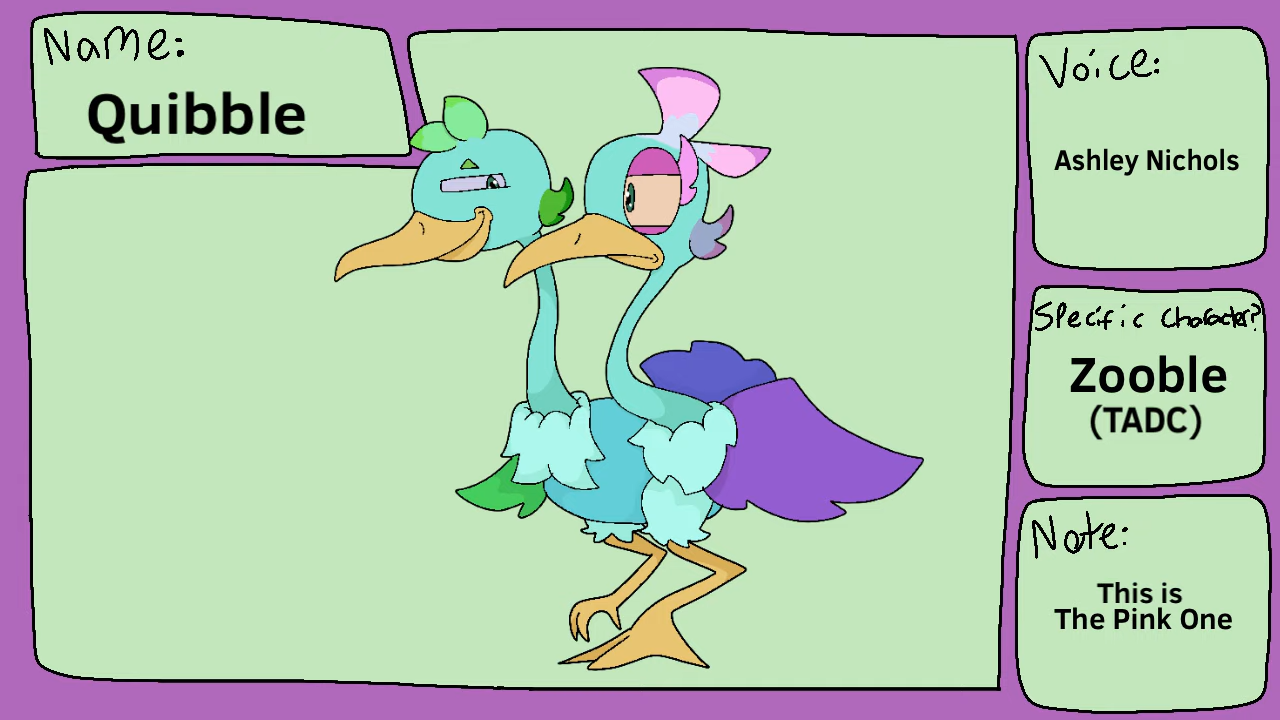 Name:
Quibble
Voice:
Ashley Nichols
Specific Character?
Zooble
(TADC)
Note:
This is
The Pink One